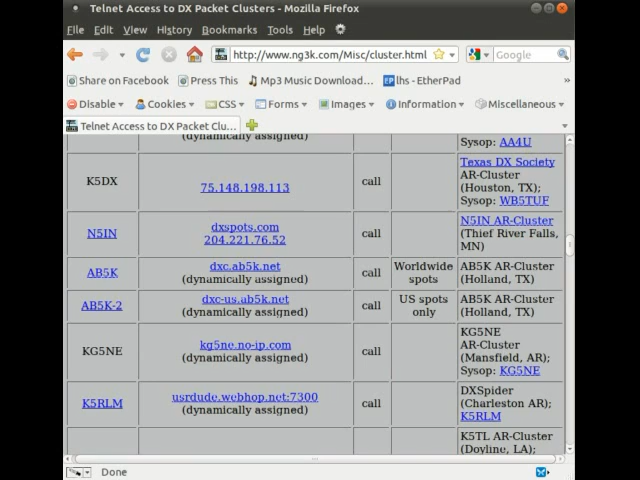 Telnet Access to DX Packet Clusters - Mozilla Firefox
File Edit View History Bookmarks Tools Help
http://www.ng3k.com/Misc/cluster.html Google
Share on Facebook Press This Mp3 Music Download... EP lhs - EtherPad »
Disable Cookies CSS Forms Images Information Miscellaneous
Telnet Access to DX Packet Clu...
(dynamically assigned)
Sysop: AA4U
K5DX
75.148.198.113
call
Texas DX Society
AR-Cluster
(Houston, TX);
Sysop: WB5TUF
N5IN
dxspots.com
204.221.76.52
call
N5IN AR-Cluster
(Thief River Falls,
MN)
AB5K
dxc.ab5k.net
(dynamically assigned)
call
Worldwide
spots
AB5K AR-Cluster
(Holland, TX)
AB5K-2
dxc-us.ab5k.net
(dynamically assigned)
call
US spots
only
AB5K AR-Cluster
(Holland, TX)
KG5NE
kg5ne.no-ip.com
(dynamically assigned)
call
KG5NE
AR-Cluster
(Mansfield, AR);
Sysop: KG5NE
K5RLM
usrdude.webhop.net:7300
(dynamically assigned)
call
DXSpider
(Charleston AR);
K5RLM
K5TL AR-Cluster
(Doyline, LA);
Done